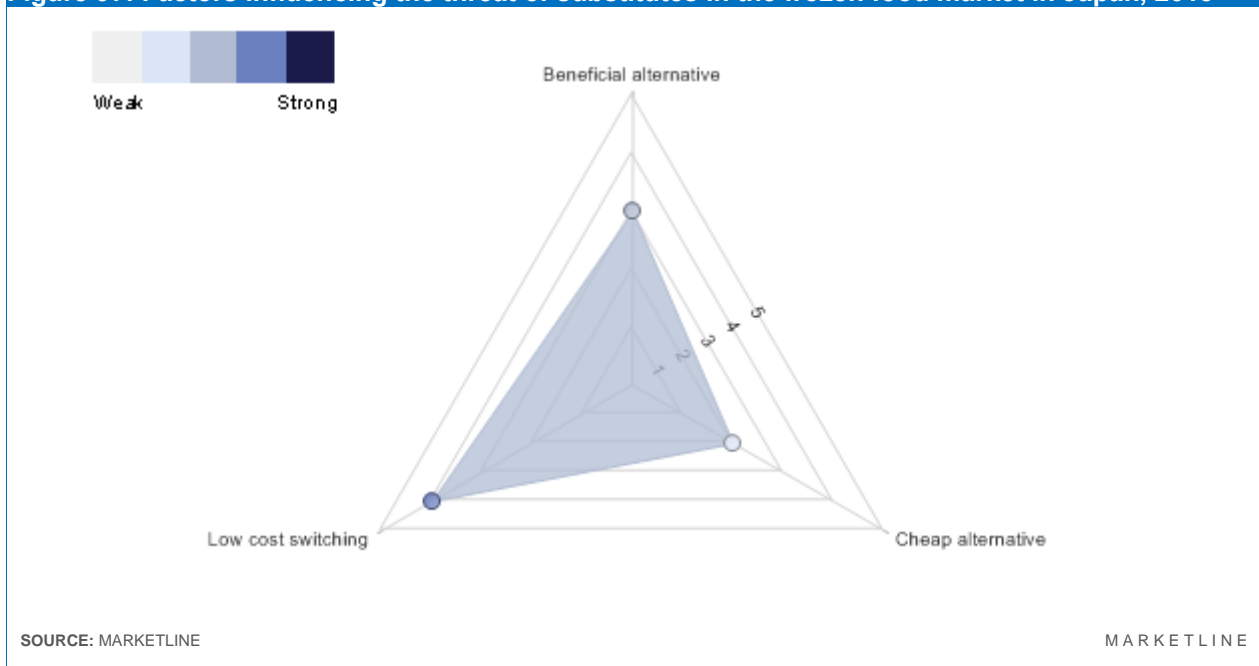 Weak
Strong
Beneficial alternative
5
4
3
2
1
Low cost switching
Cheap alternative
SOURCE: MARKETLINE
MARKETLINE